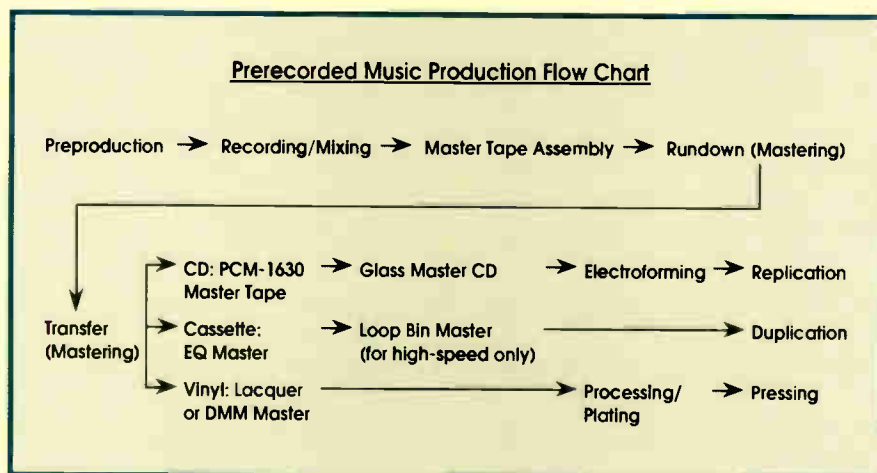 Prerecorded Music Production Flow Chart
Preproduction → Recording/Mixing → Master Tape Assembly → Rundown (Mastering)
Transfer
(Mastering)
CD: PCM-1630 → Glass Master CD → Electroforming → Replication
Master Tape
Cassette: → Loop Bin Master → Duplication
EQ Master (for high-speed only)
Vinyl: Lacquer → Processing/ → Pressing
or DMM Master Plating